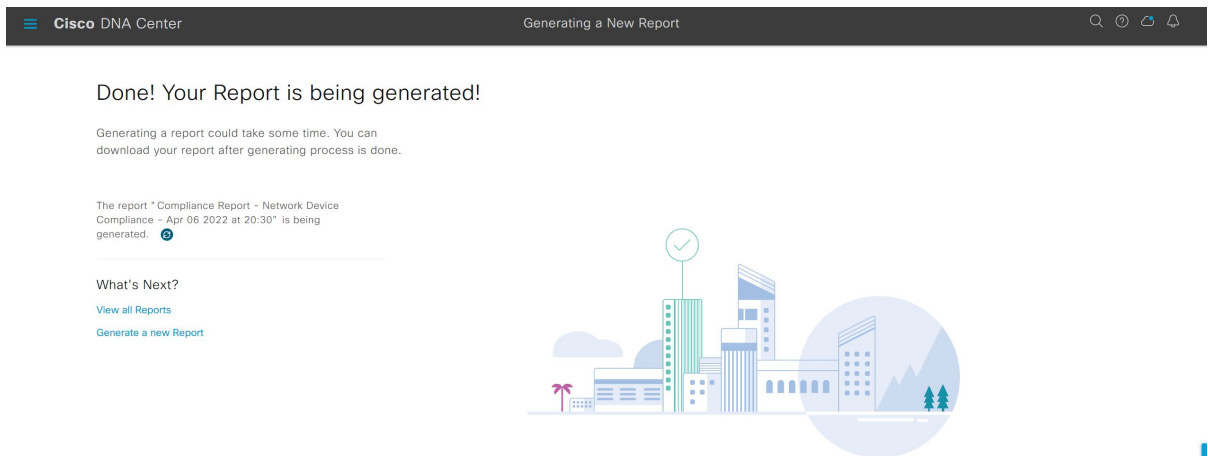 Cisco DNA Center
Generating a New Report
Done! Your Report is being generated!
Generating a report could take some time. You can
download your report after generating process is done.
The report "Compliance Report - Network Device
Compliance - Apr 06 2022 at 20:30" is being
generated.
What's Next?
View all Reports
Generate a new Report